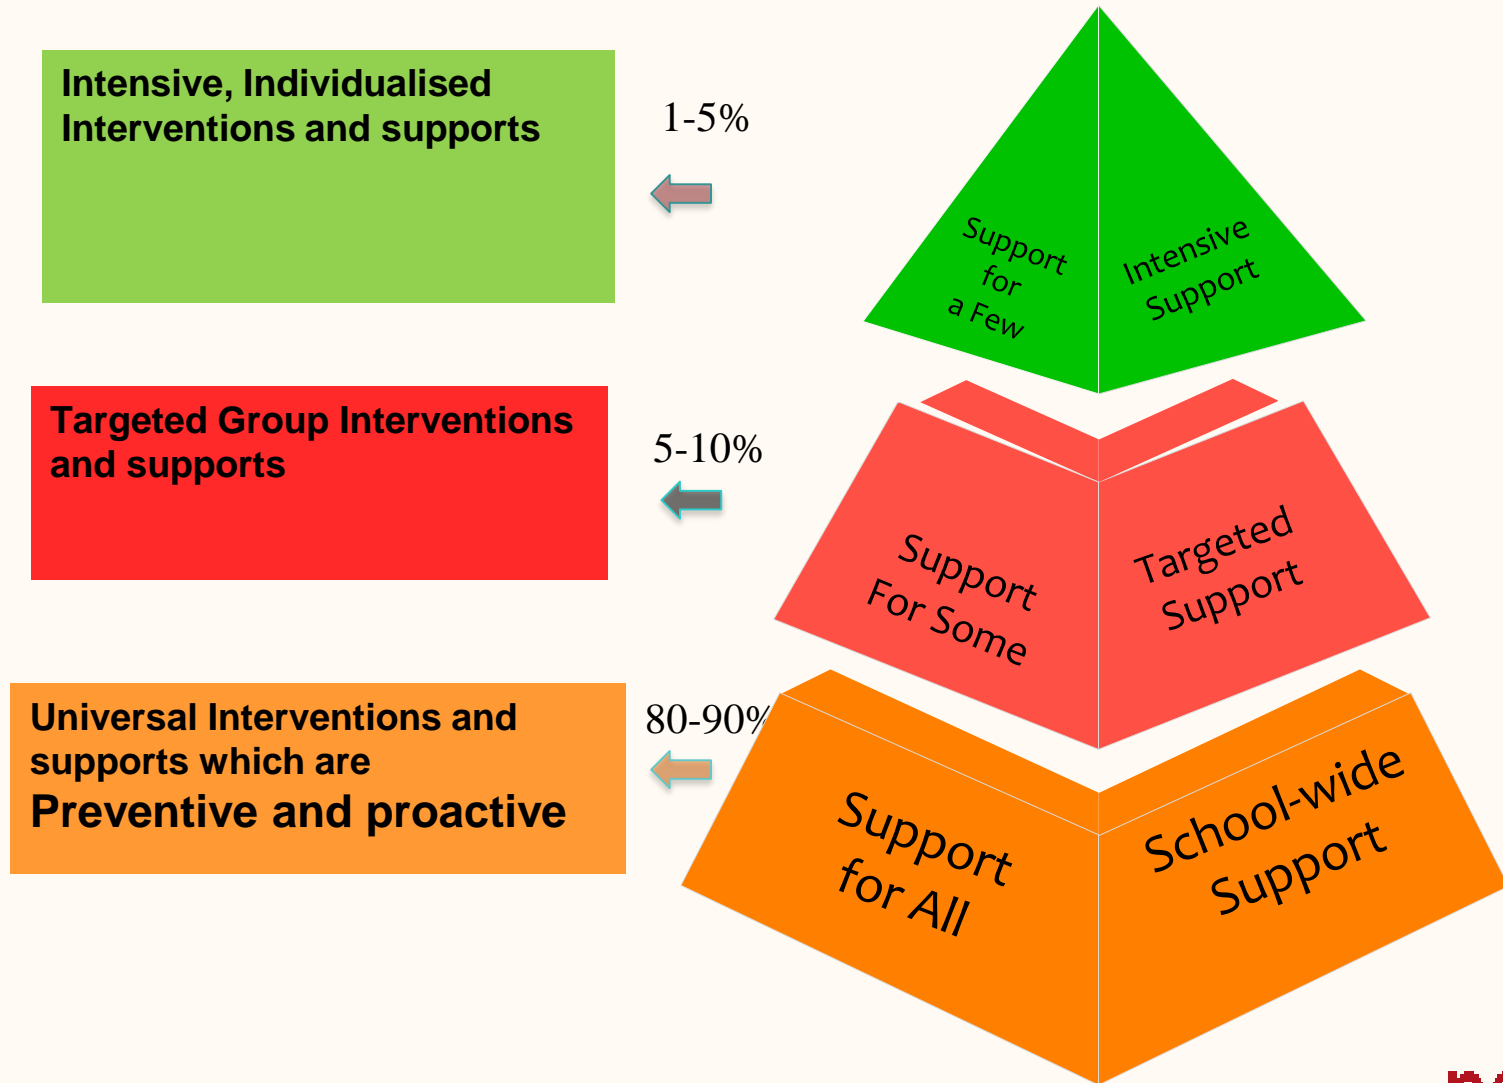 Intensive, Individualised
Interventions and supports
1-5%
Support
for
a Few
Intensive
Support
Targeted Group Interventions
and supports
5-10%
Support
For Some
Targeted
Support
Universal Interventions and
supports which are
Preventive and proactive
80-90%
Support
for All
School-wide
Support